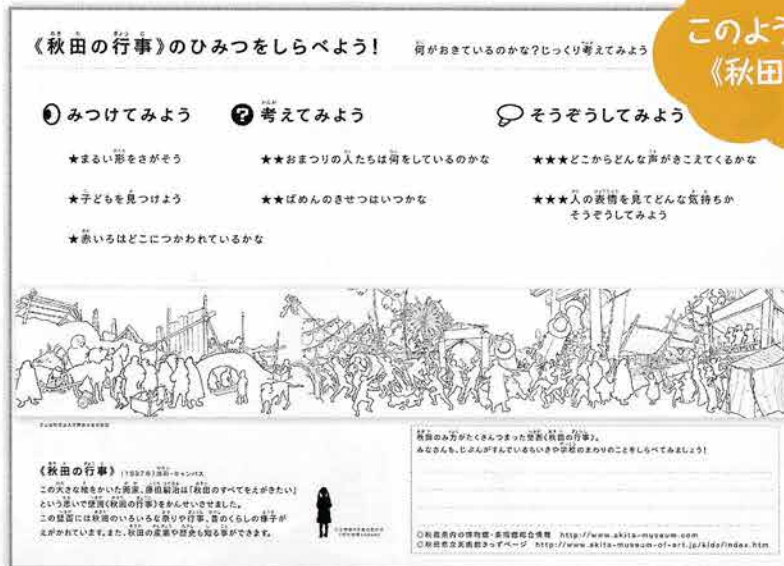 《秋田の行事》のひみつをしらべよう!
何がおきているのかな?じっくり考えてみよう
このよう
《秋田
みつけてみよう
★まるい形をさがそう
★子どもを見つけよう
★赤いろはどこにつかわれているかな
考えてみよう
★★おまつりの人たちは何をしているのかな
★★ばめんのきせつはいつかな
そうぞうしてみよう
★★★どこからどんな声がきこえてくるかな
★★★人の表情を見てどんな気持ちか
そうぞうしてみよう
《秋田の行事》(1937年)油彩・キャンバス
この大きな絵をかいた画家、藤田嗣治は「秋田のすべてをえがきたい」
という思いで壁画《秋田の行事》をかんせいさせました。
この壁画には秋田のいろいろな祭りや行事、昔のくらしの様子が
えがかれています。また、秋田の産業や歴史も知る事ができます。
秋田のみ方がたくさんつまった壁画《秋田の行事》。
みなさんも、じぶんがすんでいるちいきや学校のまわりのことをしらべてみましょう!
http://www.akita-museum.com
http://www.akita-museum-of-art.jp/kids/index.htm